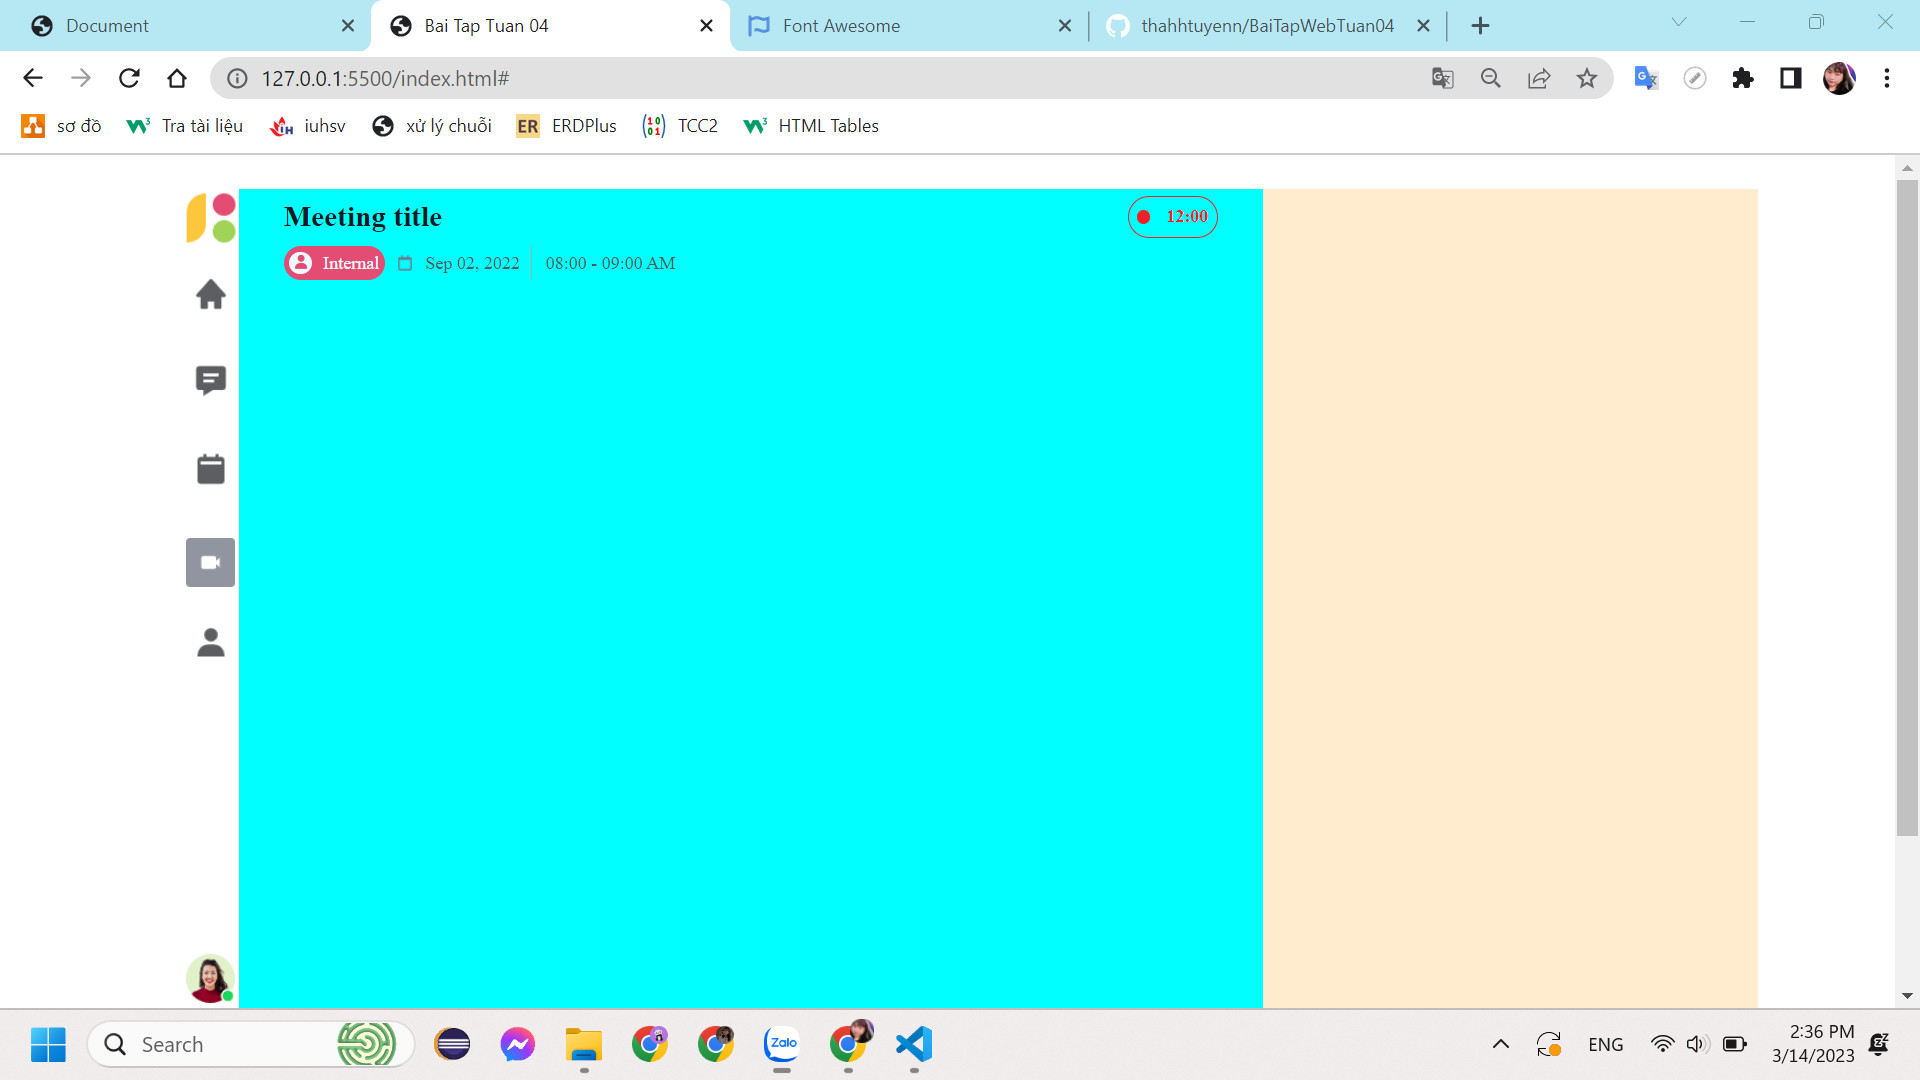 Document
Bai Tap Tuan 04
Font Awesome
thahhtuyenn/BaiTapWebTuan04
127.0.0.1:5500/index.html#
sơ đồ
Tra tài liệu
iuhsv
xử lý chuỗi
ER ERDPlus
TCC2
HTML Tables
Meeting title
12:00
Internal
Sep 02, 2022
08:00 - 09:00 AM
Search
Zalo
ENG
2:36 PM
3/14/2023